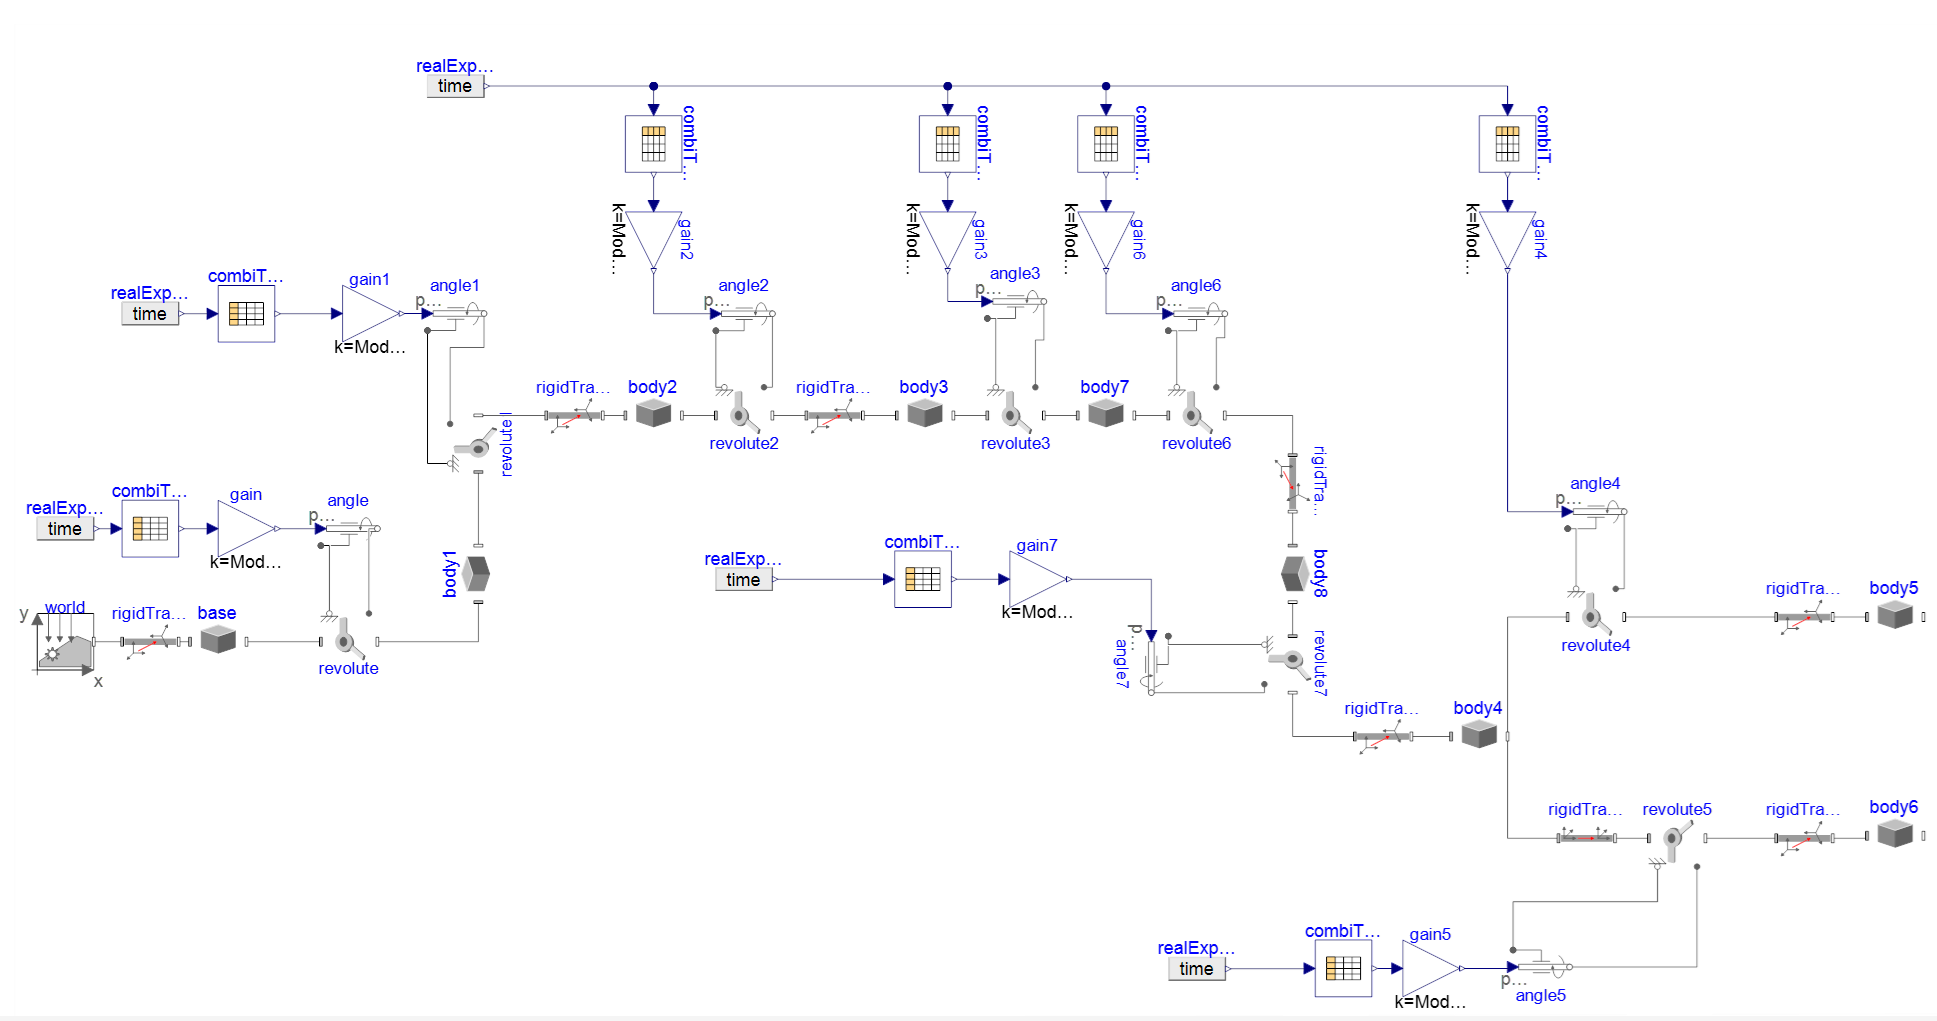 realExp...
time
combiT...
combiT...
combiT...
combiT...
k=Mod...
gain2
k=Mod...
gain3
k=Mod...
gain6
k=Mod...
gain4
realExp...
time
combiT...
gain1
k=Mod...
angle1
p...
angle2
p...
angle3
p...
angle6
p...
rigidTra...
body2
revolute2
rigidTra...
body3
revolute3
body7
revolute6
revolute1
rigidTra...
realExp...
time
combiT...
gain
k=Mod...
angle
p...
body1
angle4
p...
revolute4
rigidTra...
body5
realExp...
time
combiT...
gain7
k=Mod...
body8
p...
angle7
revolute7
y
world
x
rigidTra...
base
revolute
rigidTra...
body4
rigidTra...
revolute5
rigidTra...
body6
realExp...
time
combiT...
gain5
k=Mod...
p...
angle5